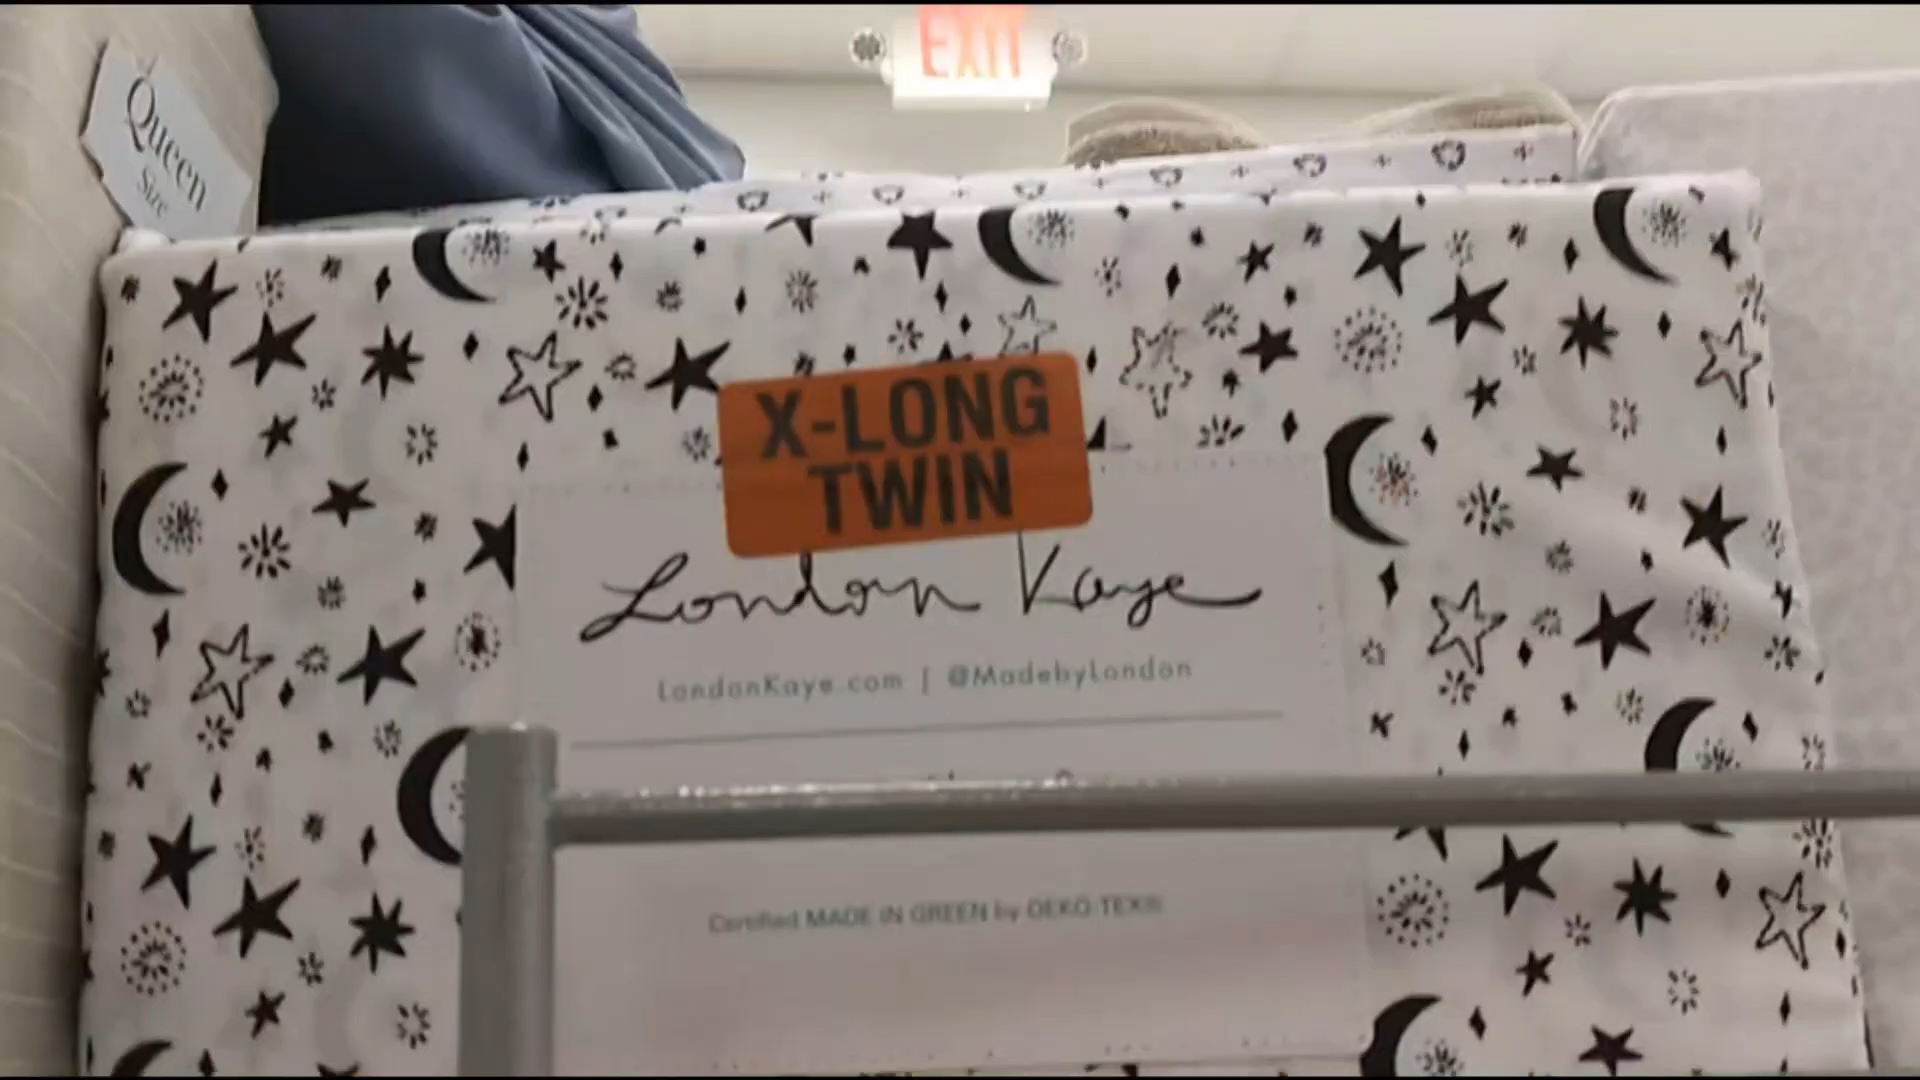 EXIT
Queen
Size
X-LONG
TWIN
London Kaye
LondonKaye.com | @MadebyLondon
Certified MADE IN GREEN by OEKO-TEX®